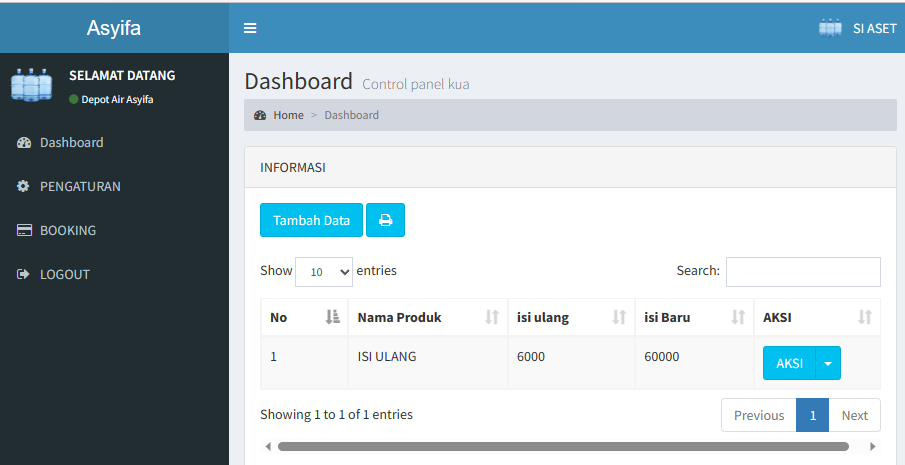 Asyifa
SI ASET
SELAMAT DATANG
Depot Air Asyifa
Dashboard
PENGATURAN
BOOKING
LOGOUT
Dashboard Control panel kua
Home > Dashboard
INFORMASI
Tambah Data
Show 10 entries
Search:
No Nama Produk isi ulang isi Baru AKSI
1 ISI ULANG 6000 60000 AKSI
Showing 1 to 1 of 1 entries
Previous 1 Next